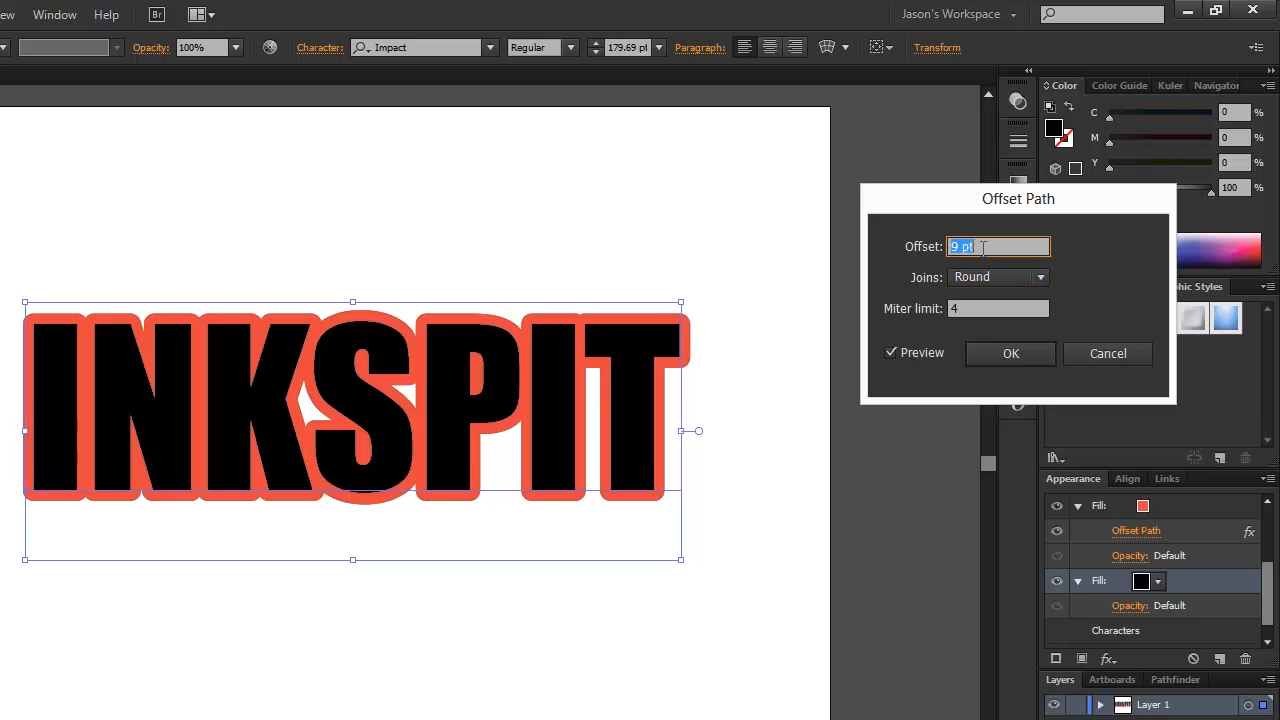 Window Help Br Jason's Workspace
Opacity: 100% Character: Impact Regular 179.69 pt Paragraph: Transform
Color Color Guide Kuler Navigator
C 0 %
M 0 %
Y 0 %
100 %
Offset Path
Offset: 9 pt
Joins: Round
Miter limit: 4
Preview OK Cancel
hic Styles
INKSPIT
Appearance Align Links
Fill:
Offset Path fx
Opacity: Default
Fill:
Opacity: Default
Characters
fx
Layers Artboards Pathfinder
Layer 1